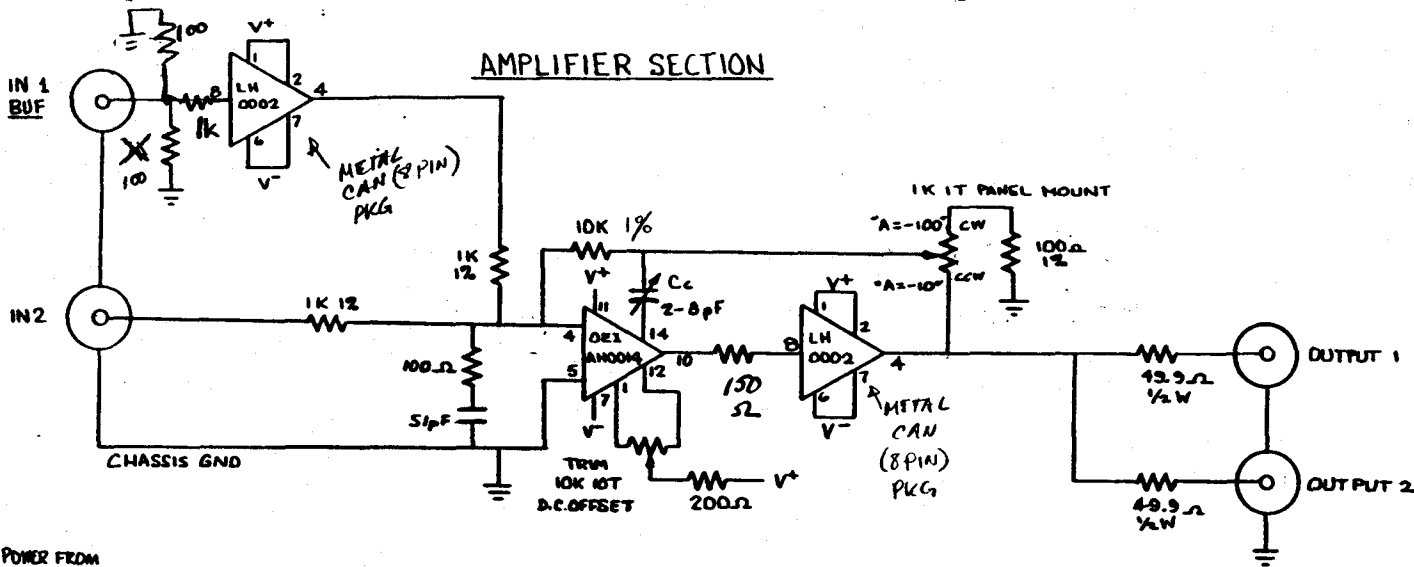 AMPLIFIER SECTION
100
IN 1
BUF
8
1K
100
V+
1
LH
0002
2
4
7
6
V-
METAL
CAN (8 PIN)
PKG
1K
1%
IN2
1K 1%
100Ω
51pF
CHASSIS GND
10K 1%
V+
11
Cc
2-8pF
4
OEI
AH0014
14
10
5
12
1
7
V-
TRIM
10K 10T
D.C. OFFSET
200Ω
V+
150
Ω
8
V+
1
LH
0002
2
4
7
6
V-
METAL
CAN
(8 PIN)
PKG
1K 1T PANEL MOUNT
"A=-100" CW
CCW
"A=-10"
100Ω
1%
49.9Ω
1/2W
OUTPUT 1
49.9Ω
1/2W
OUTPUT 2
POWER FROM